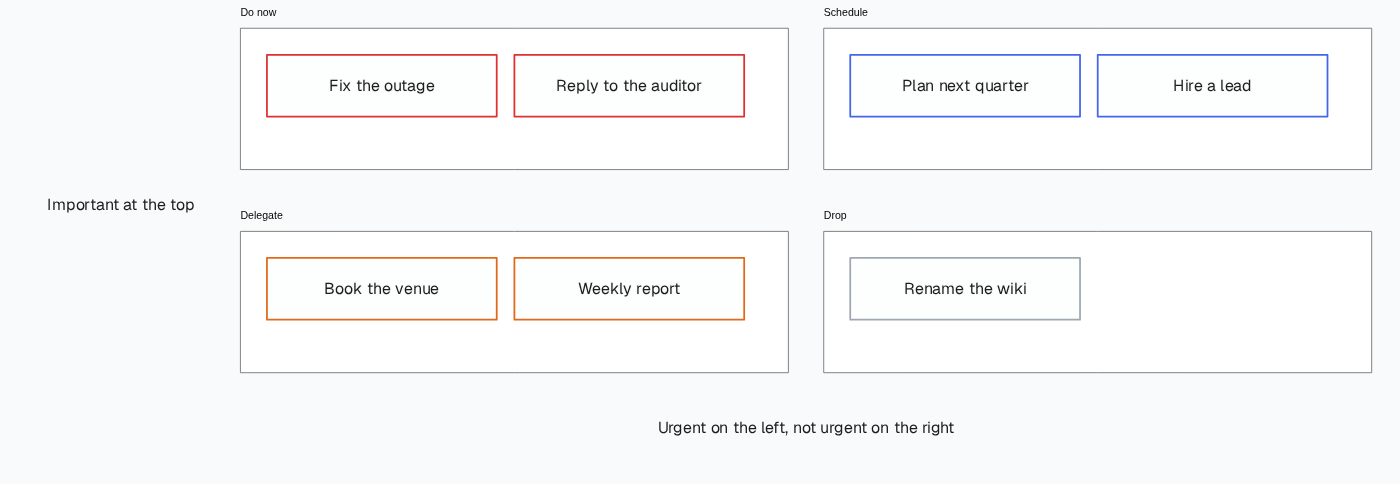 Do now
Schedule
Fix the outage
Reply to the auditor
Plan next quarter
Hire a lead
Important at the top
Delegate
Drop
Book the venue
Weekly report
Rename the wiki
Urgent on the left, not urgent on the right